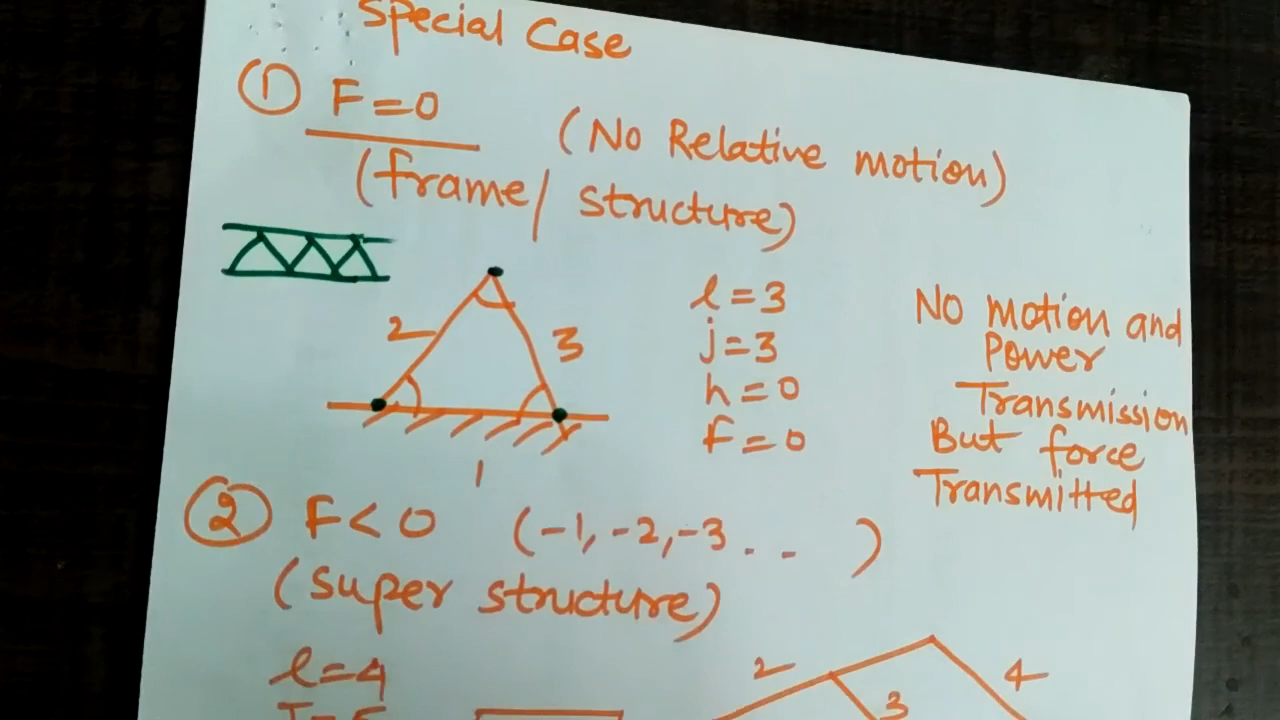 Special Case
① F=0
(No Relative motion)
(frame/ structure)
2
3
1
l=3
j=3
h=0
F=0
No motion and
Power
Transmission
But force
Transmitted
② F<0 (-1, -2, -3 . . )
(super structure)
l=4
2
3
4